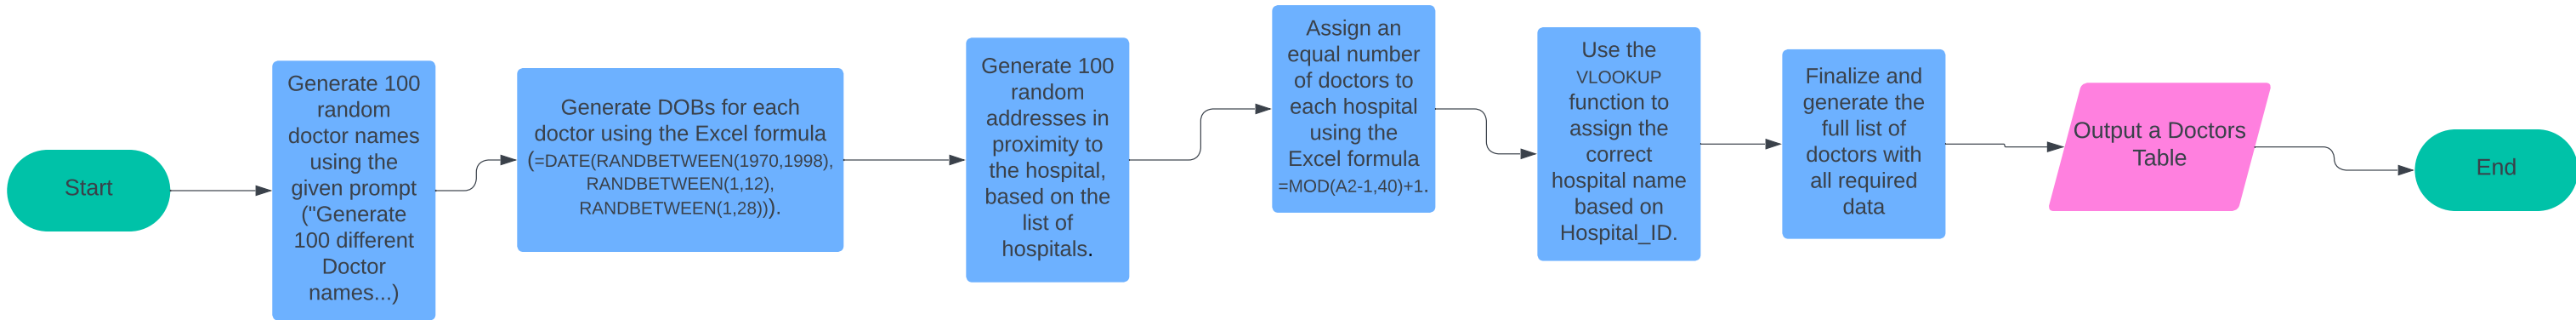 Start
Generate 100
random
doctor names
using the
given prompt
("Generate
100 different
Doctor
names...)
Generate DOBs for each
doctor using the Excel formula
(=DATE(RANDBETWEEN(1970,1998),
RANDBETWEEN(1,12),
RANDBETWEEN(1,28))).
Generate 100
random
addresses in
proximity to
the hospital,
based on the
list of
hospitals.
Assign an
equal number
of doctors to
each hospital
using the
Excel formula
=MOD(A2-1,40)+1.
Use the
VLOOKUP
function to
assign the
correct
hospital name
based on
Hospital_ID.
Finalize and
generate the
full list of
doctors with
all required
data
Output a Doctors
Table
End